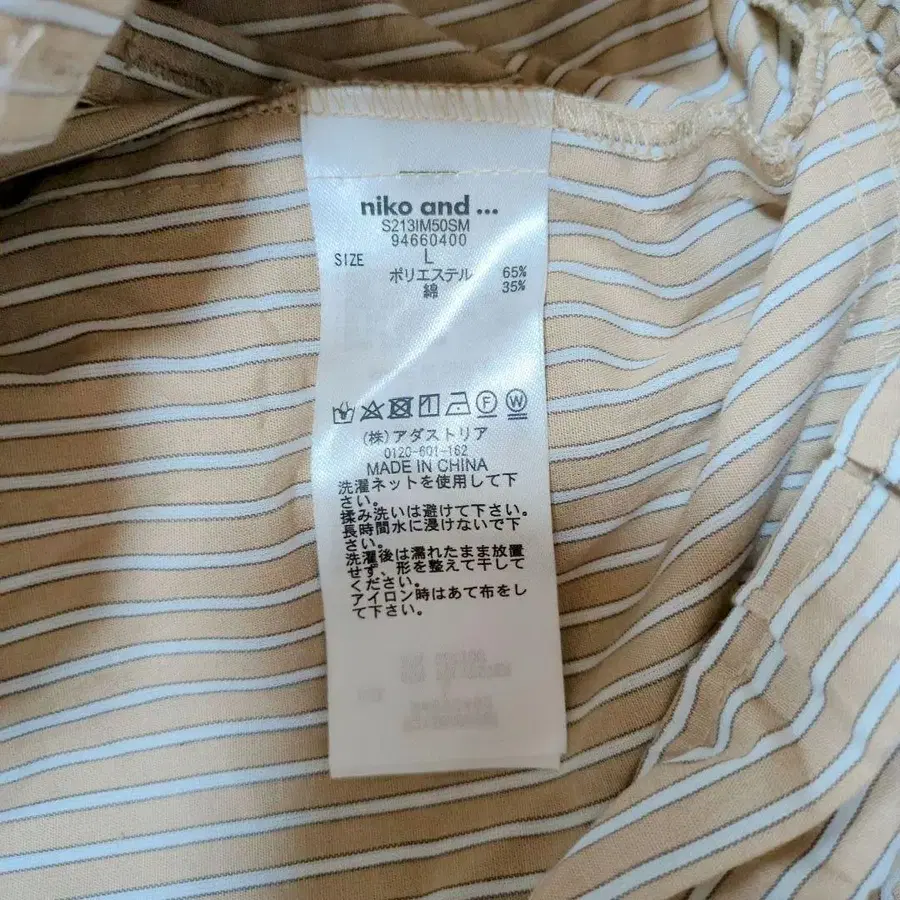 niko and ...
S213IM50SM
94660400
SIZE L
ポリエステル 65%
綿 35%
(株)アダストリア
0120-601-162
MADE IN CHINA
洗濯ネットを使用して下
さい。
揉み洗いは避けて下さい。
長時間水に浸けないで下
さい。
洗濯後は濡れたまま放置
せず、形を整えて干して
ください。
アイロン時はあて布をし
て下さい。